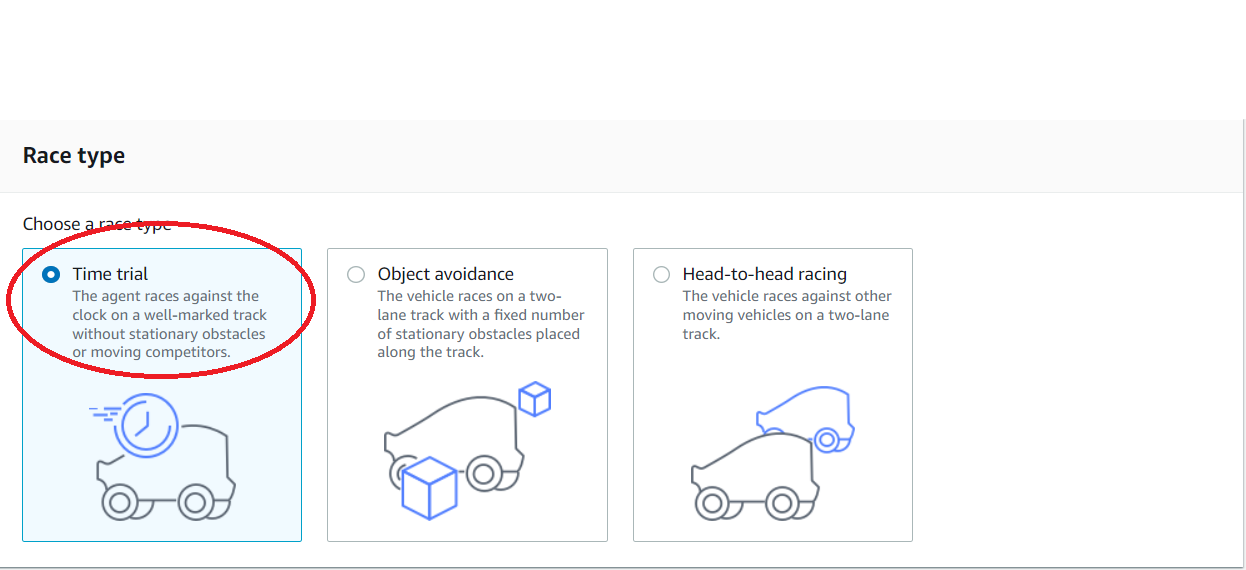 Race type
Choose a race type
Time trial
The agent races against the
clock on a well-marked track
without stationary obstacles
or moving competitors.
Object avoidance
The vehicle races on a two-
lane track with a fixed number
of stationary obstacles placed
along the track.
Head-to-head racing
The vehicle races against other
moving vehicles on a two-lane
track.